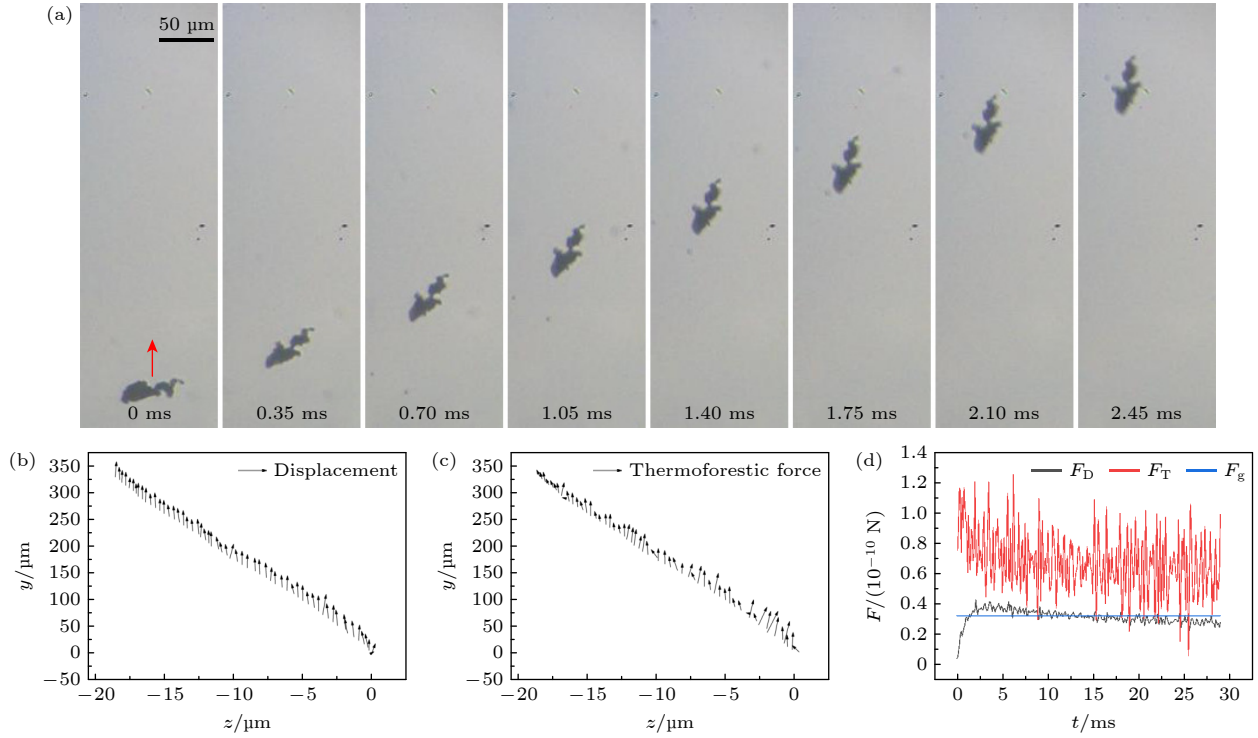 (a)
50 µm
0 ms
0.35 ms
0.70 ms
1.05 ms
1.40 ms
1.75 ms
2.10 ms
2.45 ms
(b)
Displacement
350
300
250
200
150
100
50
0
−50
y/µm
−20
−15
−10
−5
0
z/µm
(c)
Thermoforestic force
350
300
250
200
150
100
50
0
−50
y/µm
−20
−15
−10
−5
0
z/µm
(d)
F_D F_T F_g
1.4
1.2
1.0
0.8
0.6
0.4
0.2
0
F/(10⁻¹⁰ N)
0
5
10
15
20
25
30
t/ms